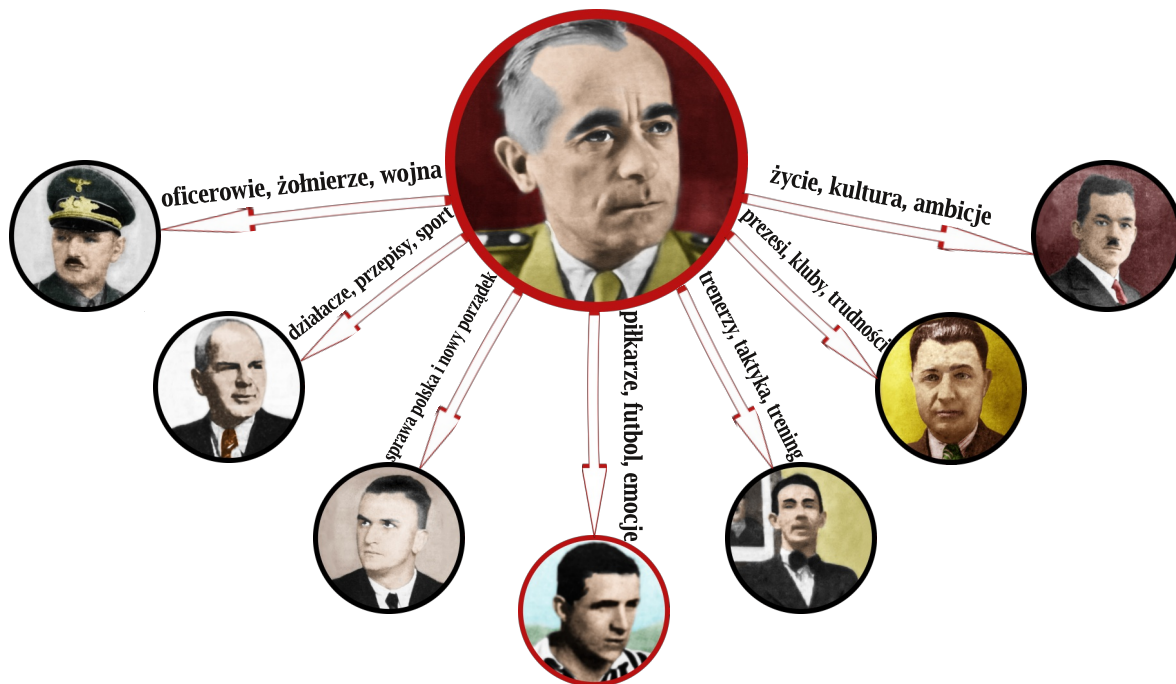 oficerowie, żołnierze, wojna
działacze, przepisy, sport
sprawa polska i nowy porządek
piłkarze, futbol, emocje
trenerzy, taktyka, trening
prezesi, kluby, trudności
życie, kultura, ambicje